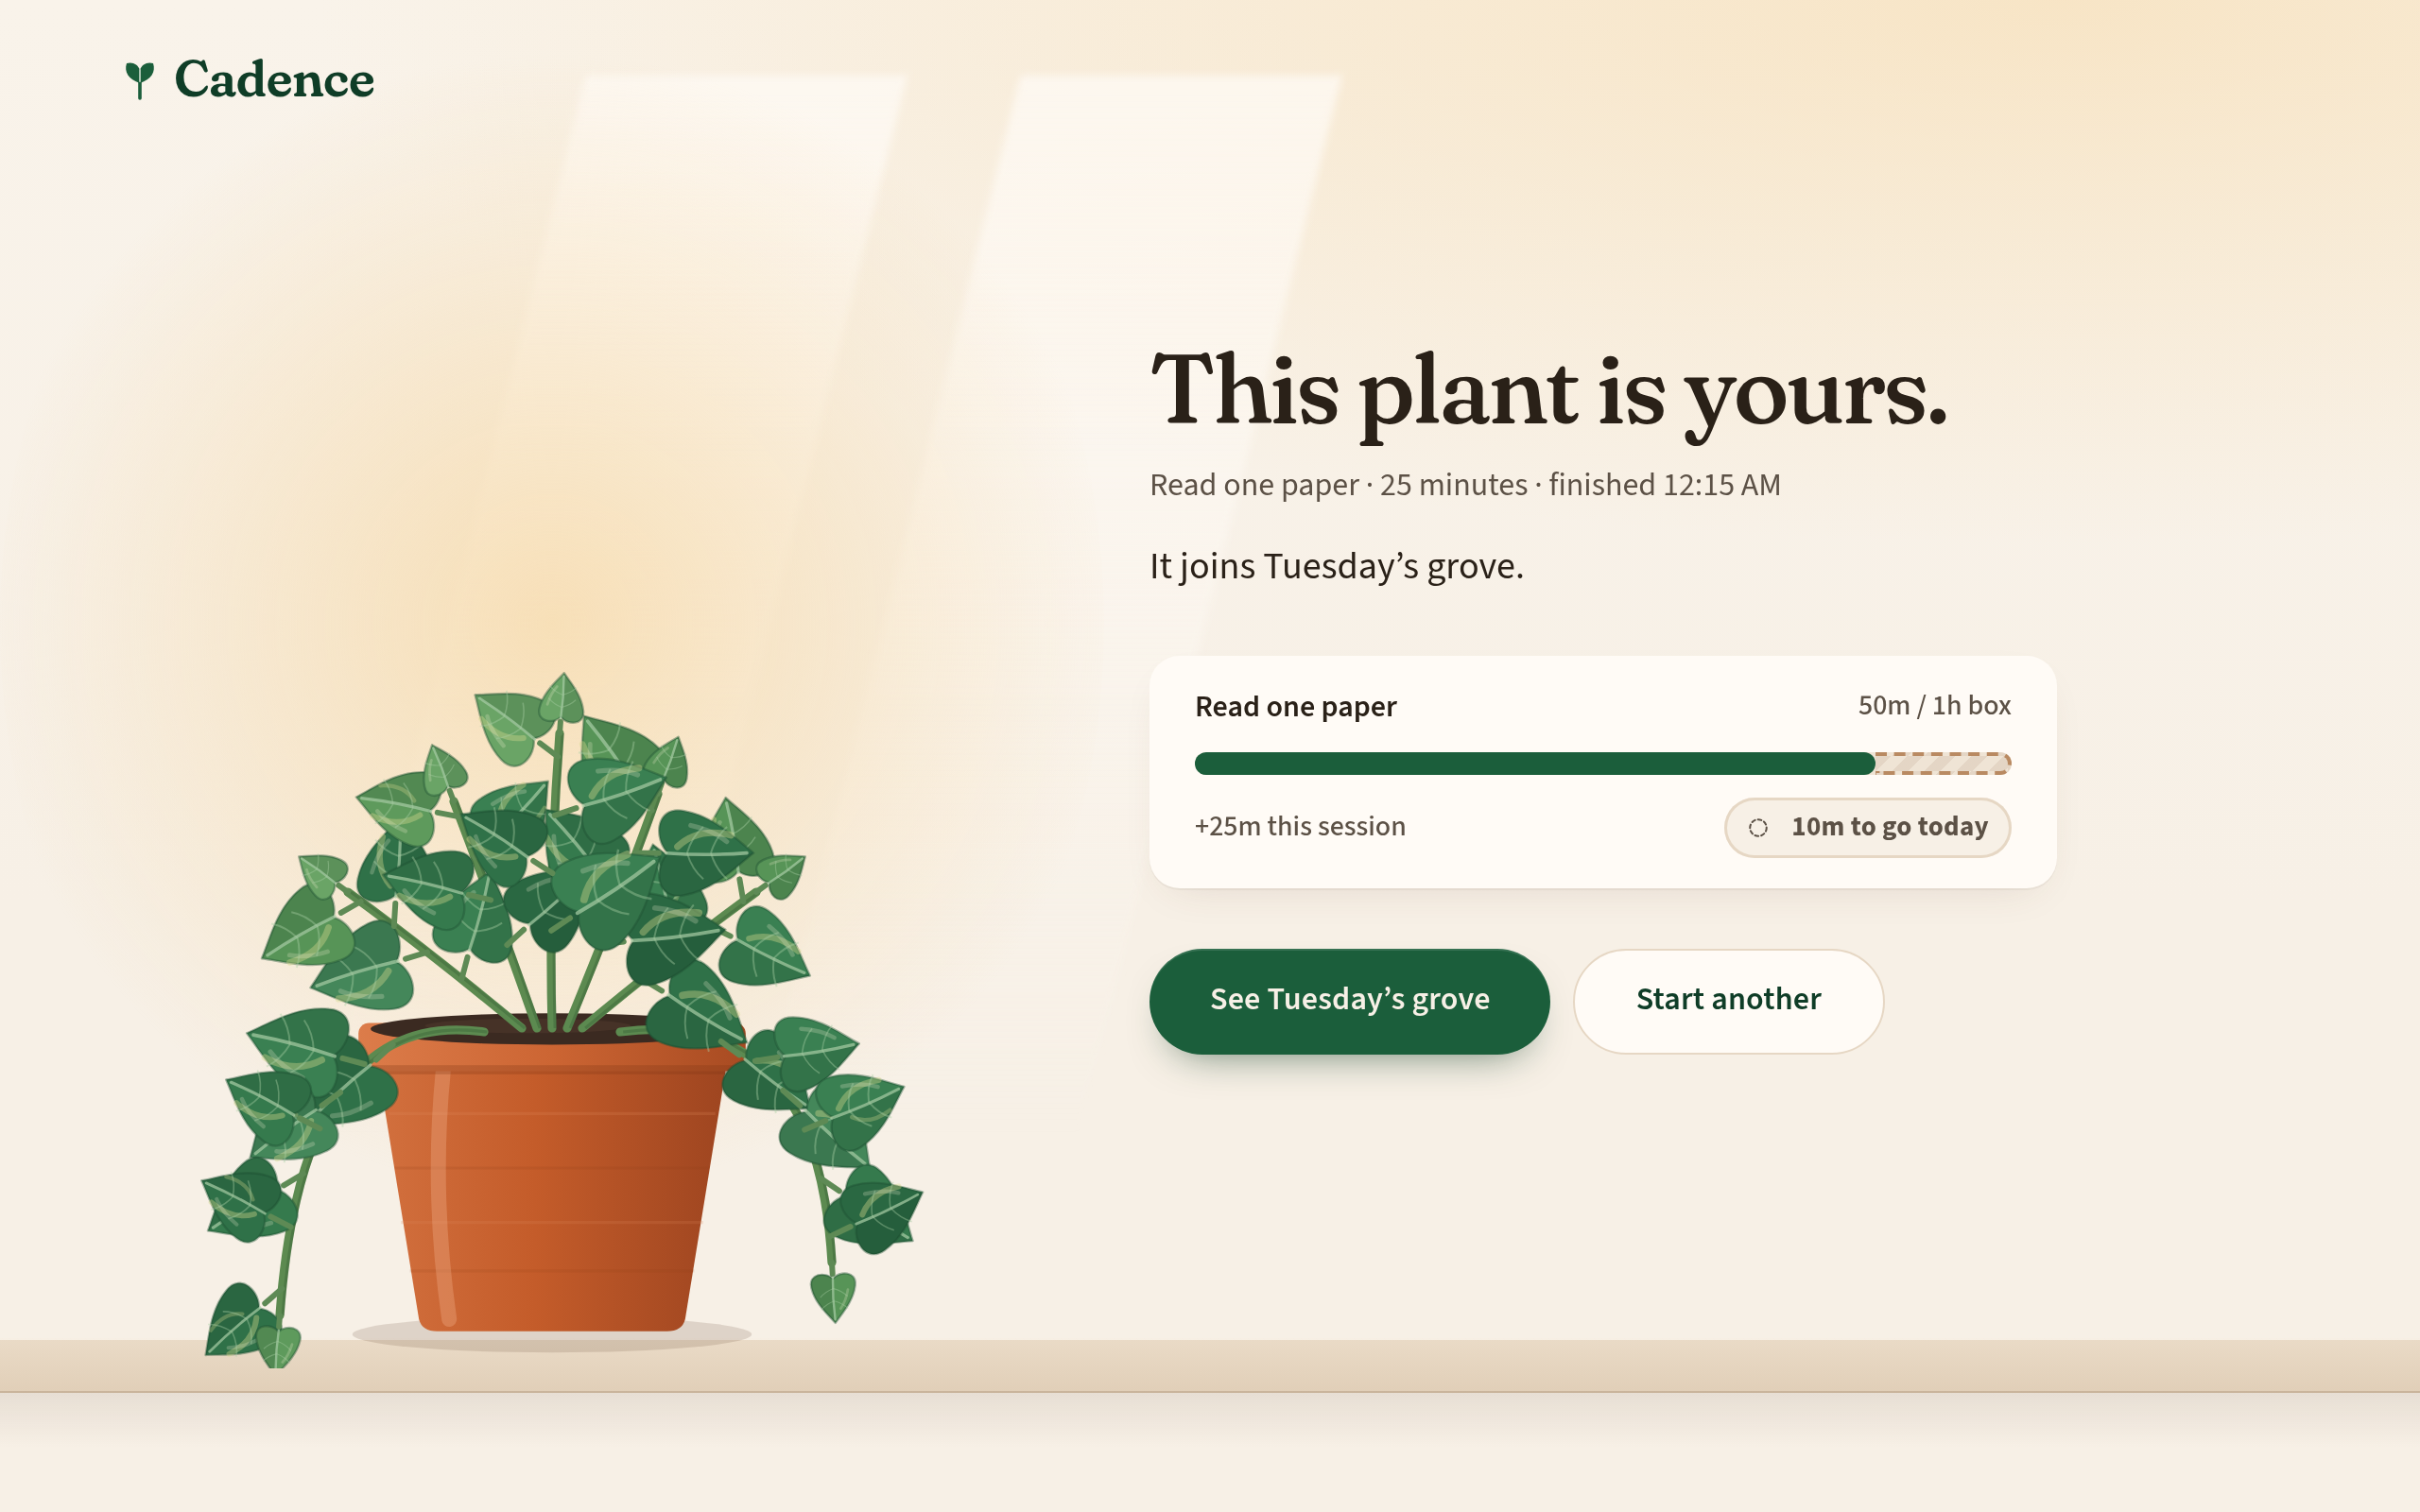 Cadence
This plant is yours.
Read one paper · 25 minutes · finished 12:15 AM
It joins Tuesday’s grove.
Read one paper
50m / 1h box
+25m this session
10m to go today
See Tuesday’s grove
Start another